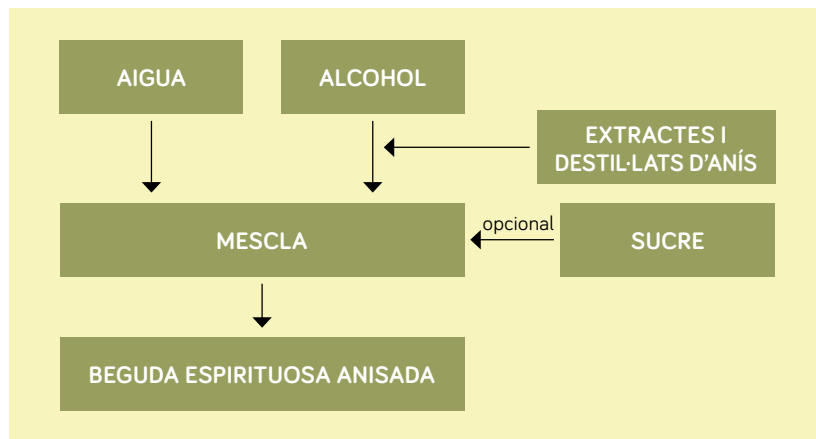 AIGUA
ALCOHOL
EXTRACTES I
DESTIL·LATS D'ANÍS
MESCLA
opcional
SUCRE
BEGUDA ESPIRITUOSA ANISADA